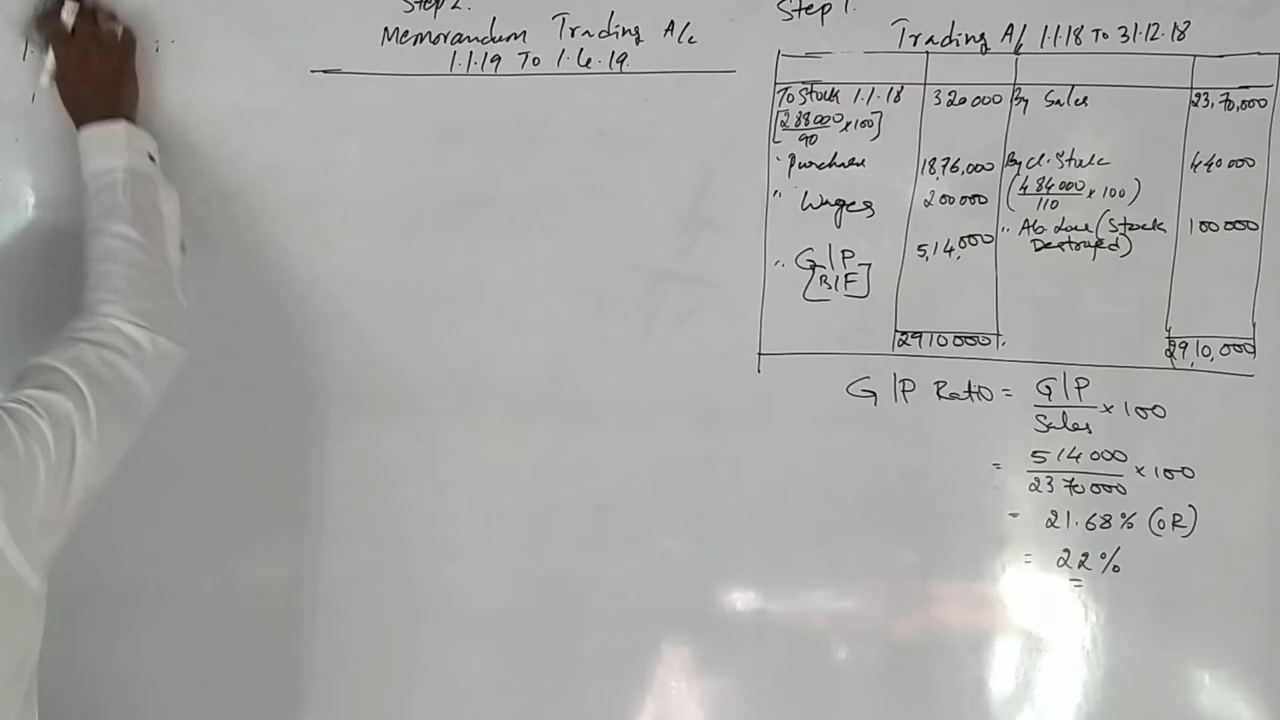 Step 2.
Memorandum Trading A/c
1.1.19 To 1.4.19.
Step 1.
Trading A/c 1.1.18 To 31.12.18
To Stock 1.1.18 320000 By Sales 23,70,000
[288000/90 ×100]
" Purchase 18,76,000 By cl. Stock 440000
" Wages 200000 (484000/110 × 100)
" G/P 5,14,000 " Ab. Loss (Stock Destroyed) 100000
[B/F]
2910000/. 29,10,000
G/P Ratio = G/P/Sales × 100
= 514000/2370000 × 100
= 21.68% (OR)
= 22%